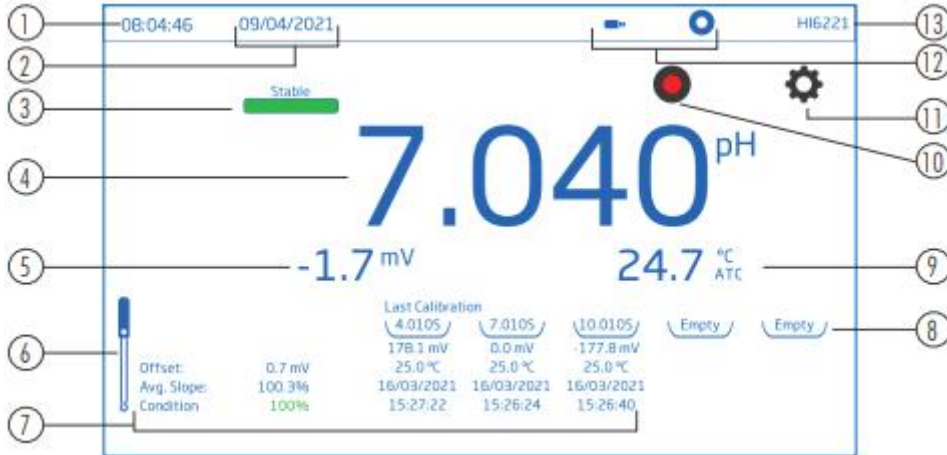 1 08:04:46 09/04/2021 HI6221 13
2 12
3 Stable
11
10
4 7.040 pH
5 -1.7 mV 24.7 °C ATC 9
Last Calibration
4.010S 7.010S 10.010S Empty Empty 8
6 178.1 mV 0.0 mV -177.8 mV
Offset: 0.7 mV 25.0 °C 25.0 °C 25.0 °C
Avg. Slope: 100.3% 16/03/2021 16/03/2021 16/03/2021
Condition 100% 15:27:22 15:26:24 15:26:40
7